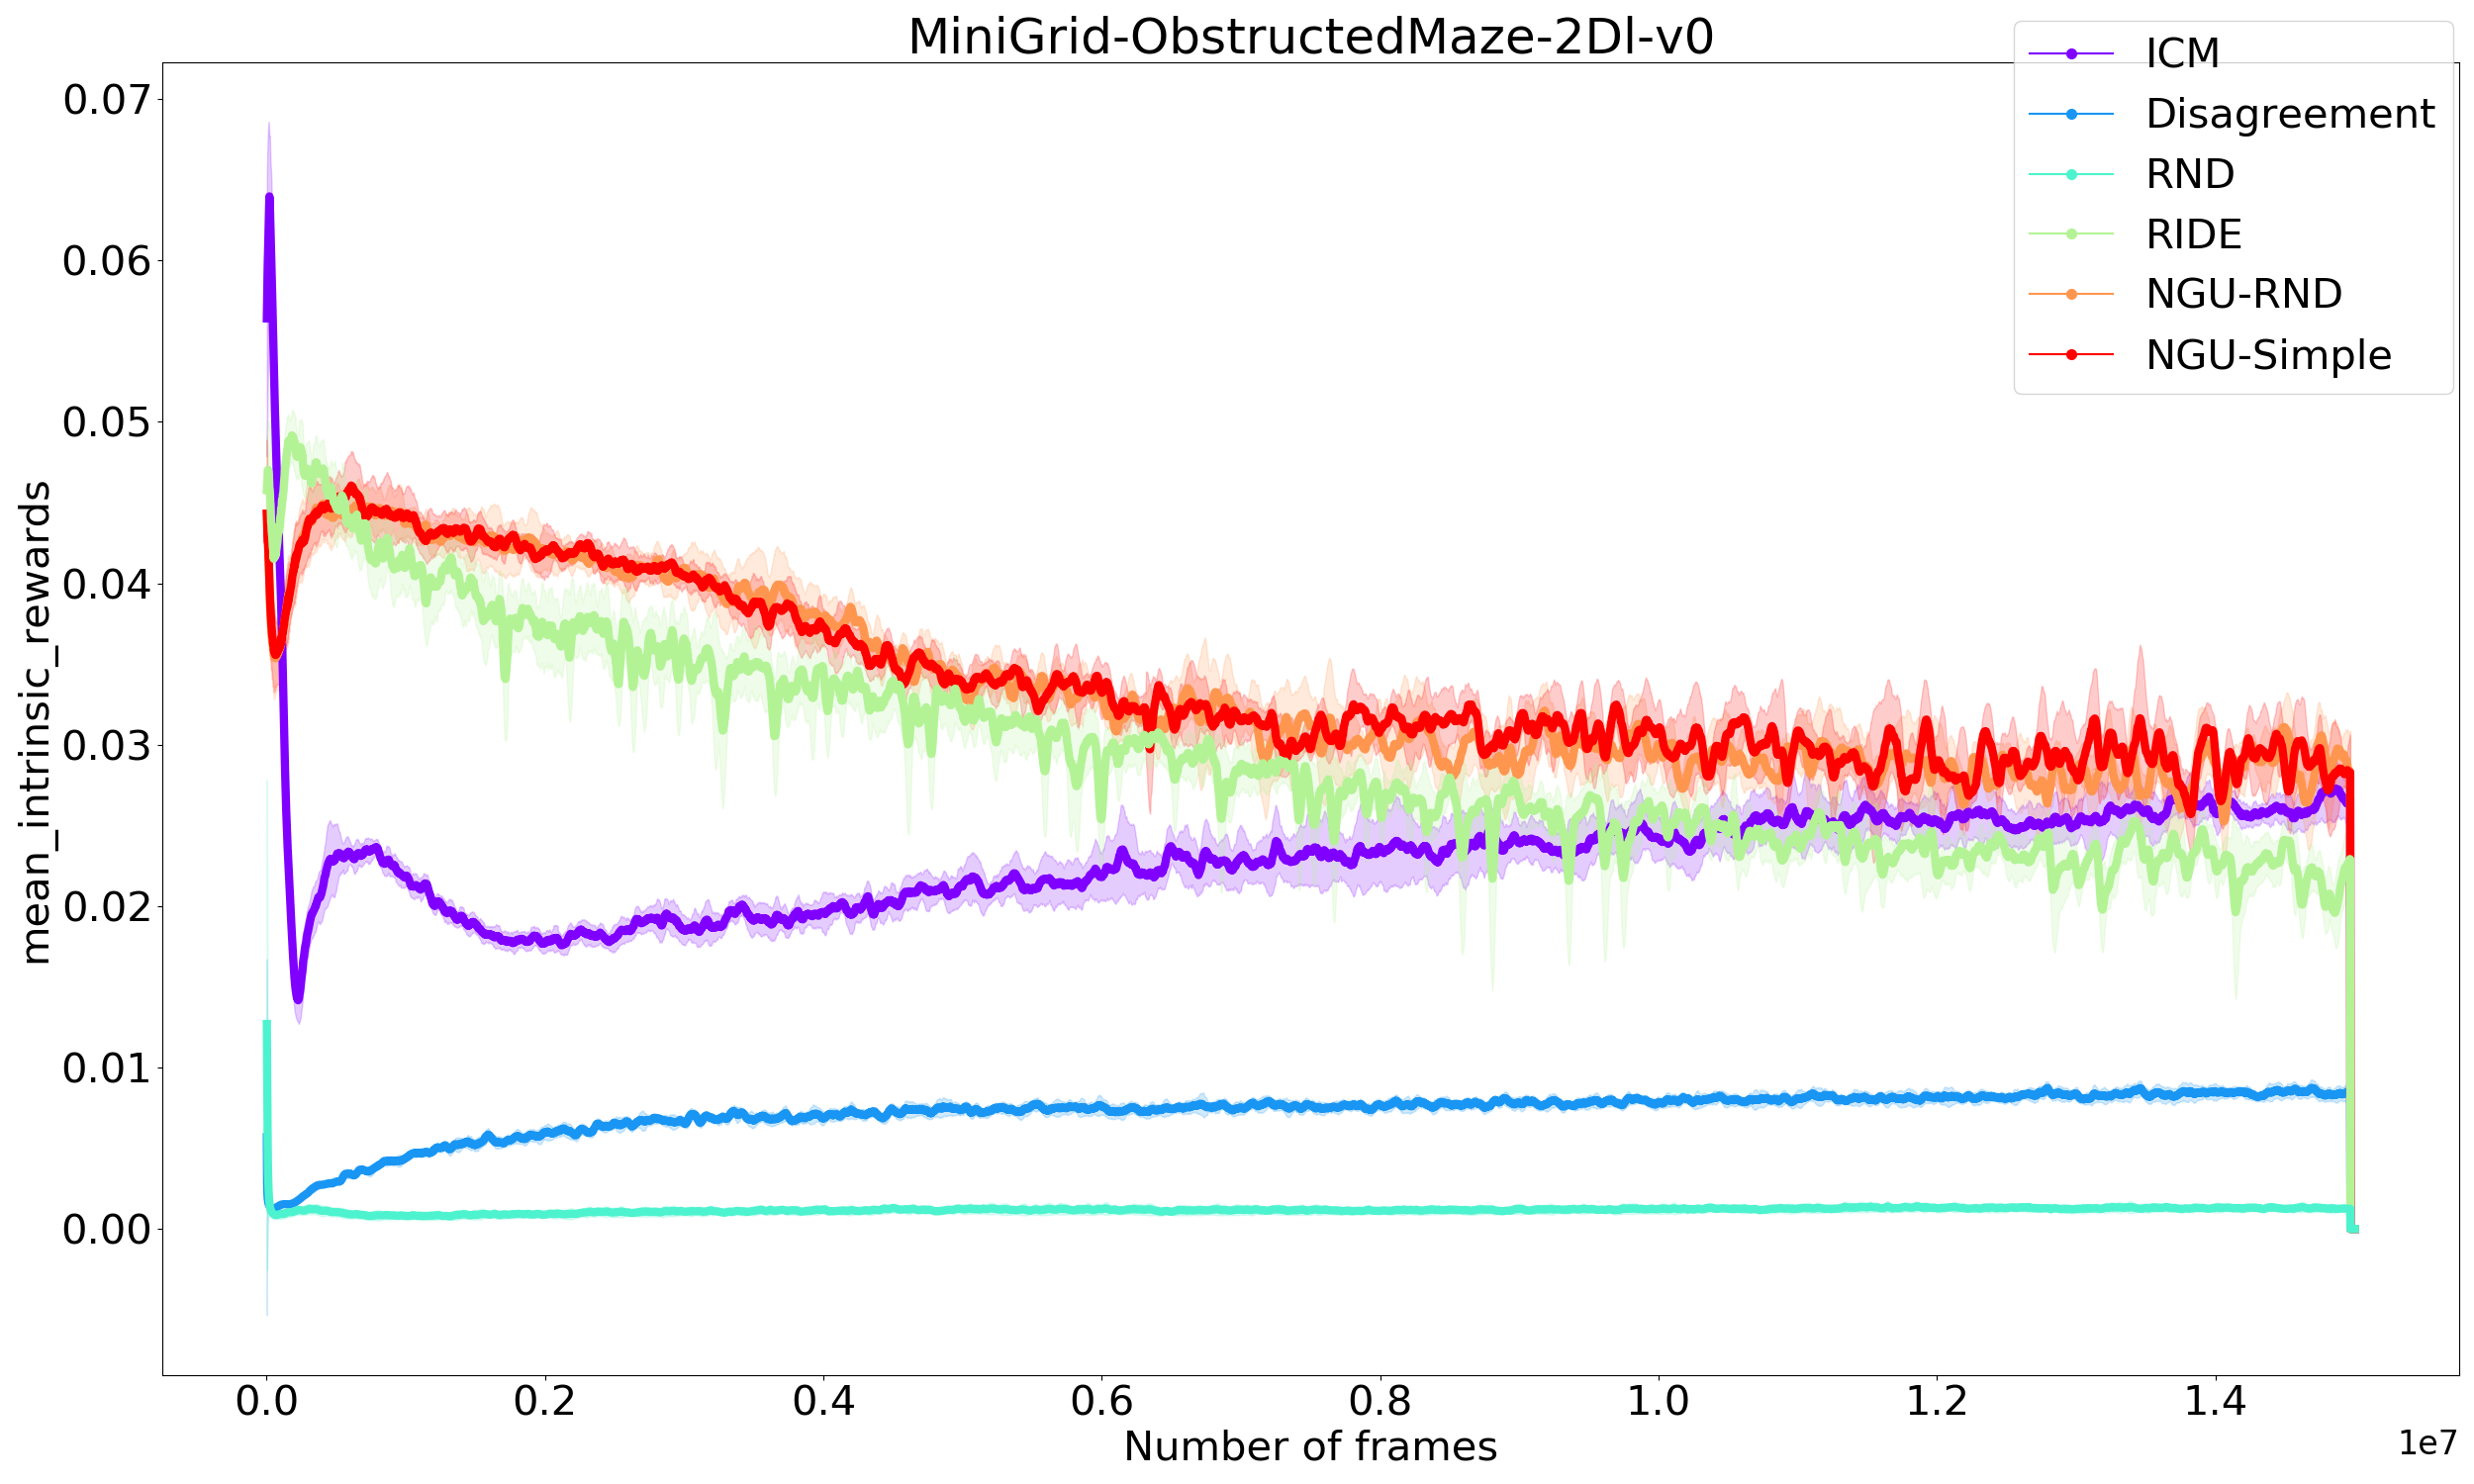 MiniGrid-ObstructedMaze-2Dl-v0
ICM
Disagreement
RND
RIDE
NGU-RND
NGU-Simple
mean_intrinsic_rewards
0.07
0.06
0.05
0.04
0.03
0.02
0.01
0.00
0.0 0.2 0.4 0.6 0.8 1.0 1.2 1.4
Number of frames
1e7